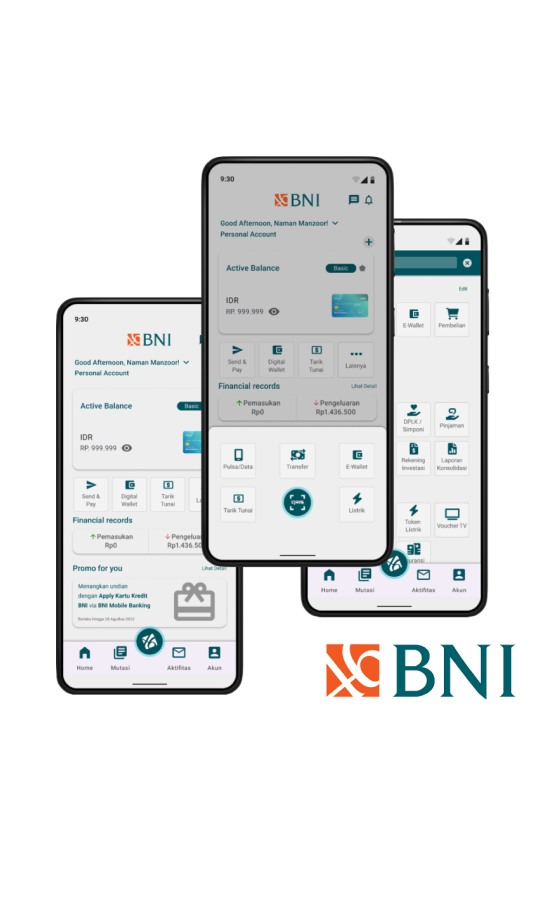 9:30
BNI
Good Afternoon, Naman Manzoor!
Personal Account
Active Balance
Basic
IDR
RP. 999.999
Send &
Pay
Digital
Wallet
Tarik
Tunai
Financial records
Pemasukan
Rp0
Pengeluar
Rp1.436.50
Promo for you
Lihat Detail
Menangkan undian
dengan Apply Kartu Kredit
BNI via BNI Mobile Banking
Berlaku hingga 20 Agustus 2023
Home
Mutasi
Aktifitas
Akun
9:30
BNI
Good Afternoon, Naman Manzoor!
Personal Account
Active Balance
Basic
IDR
RP. 999.999
Send &
Pay
Digital
Wallet
Tarik
Tunai
Lainnya
Financial records
Lihat Detail
Pemasukan
Rp0
Pengeluaran
Rp1.436.500
Pulsa/Data
Transfer
E-Wallet
Tarik Tunai
QRIS
Listrik
Edit
E-Wallet
Pembelian
DPLK /
Simponi
Pinjaman
Rekening
Investasi
Laporan
Konsolidasi
Token
Listrik
Voucher TV
uransi
Home
Mutasi
Aktifitas
Akun
BNI